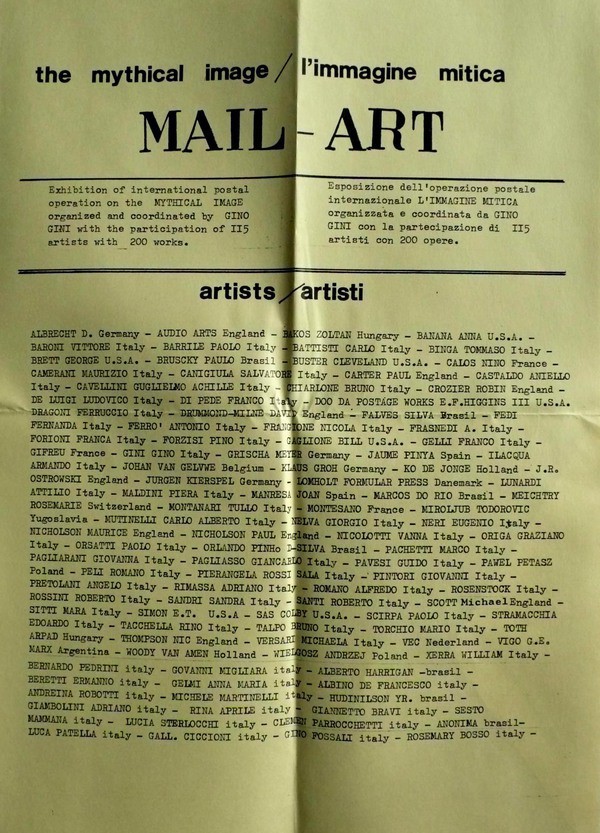 the mythical image / l'immagine mitica
MAIL-ART
Exhibition of international postal
operation on the MYTHICAL IMAGE
organized and coordinated by GINO
GINI with the participation of II5
artists with 200 works.
Esposizione dell'operazione postale
internazionale L'IMMAGINE MITICA
organizzata e coordinata da GINO
GINI con la partecipazione di II5
artisti con 200 opere.
artists / artisti
ALBRECHT D. Germany - AUDIO ARTS England - BAKOS ZOLTAN Hungary - BANANA ANNA U.S.A. -
BARONI VITTORE Italy - BARRILE PAOLO Italy - BATTISTI CARLO Italy - BINGA TOMMASO Italy -
BRETT GEORGE U.S.A. - BRUSCKY PAULO Brasil - BUSTER CLEVELAND U.S.A. - CALOS NINO France -
CAMERANI MAURIZIO Italy - CANIGIULA SALVATORE Italy - CARTER PAUL England - CASTALDO ANIELLO
Italy - CAVELLINI GUGLIELMO ACHILLE Italy - CHIARLONE BRUNO Italy - CROZIER ROBIN England -
DE LUIGI LUDOVICO Italy - DI PEDE FRANCO Italy - DOO DA POSTAGE WORKS E.F.HIGGINS III U.S.A.
DRAGONI FERRUCCIO Italy - DRUMMOND-MILNE DAVID England - FALVES SILVA Brasil - FEDI
FERNANDA Italy - FERRO' ANTONIO Italy - FRANGIONE NICOLA Italy - FRASNEDI A. Italy -
FORIONI FRANCA Italy - FORZISI PINO Italy - GAGLIONE BILL U.S.A. - GELLI FRANCO Italy -
GIFREU France - GINI GINO Italy - GRISCHA MEYER Germany - JAUME PINYA Spain - ILACQUA
ARMANDO Italy - JOHAN VAN GELVWE Belgium - KLAUS GROH Germany - KO DE JONGE Holland - J.R.
OSTROWSKI England - JURGEN KIERSPEL Germany - LOMHOLT FORMULAR PRESS Danemark - LUNARDI
ATTILIO Italy - MALDINI PIERA Italy - MANRESA JOAN Spain - MARCOS DO RIO Brasil - MEICHTRY
ROSEMARIE Switzerland - MONTANARI TULLO Italy - MONTESANO France - MIROLJUB TODOROVIC
Yugoslavia - MUTINELLI CARLO ALBERTO Italy - NELVA GIORGIO Italy - NERI EUGENIO Italy -
NICHOLSON MAURICE England - NICHOLSON PAUL England - NICOLOTTI VANNA Italy - ORIGA GRAZIANO
Italy - ORSATTI PAOLO Italy - ORLANDO PINHo D-SILVA Brasil - PACHETTI MARCO Italy -
PAGLIARANI GIOVANNA Italy - PAGLIASSO GIANCARLO Italy - PAVESI GUIDO Italy - PAWEL PETASZ
Poland - PELI ROMANO Italy - PIERANGELA ROSSI SALA Italy - PINTORI GIOVANNI Italy -
PRETOLANI ANGELO Italy - RIMASSA ADRIANO Italy - ROMANO ALFREDO Italy - ROSENSTOCK Italy -
ROSSINI ROBERTO Italy - SANDRI SANDRA Italy - SANTI ROBERTO Italy - SCOTT Michael England -
SITTI MARA Italy - SIMON E.T. U.S.A. - SAS COLBY U.S.A. - SCIRPA PAOLO Italy - STRAMACCHIA
EDOARDO Italy - TACCHELLA RINO Italy - TALPO BRUNO Italy - TORCHIO MARIO Italy - TOTH
ARPAD Hungary - THOMPSON NIC England - VERSARI MICHAELA Italy - VEC Nederland - VIGO G.E.
MARX Argentina - WOODY VAN AMEN Holland - WIELGOSZ ANDRZEJ Poland - XERRA WILLIAM Italy -
BERNARDO PEDRINI italy - GOVANNI MIGLIARA italy - ALBERTO HARRIGAN -brasil -
BERETTI ERMANNO italy - GELMI ANNA MARIA italy - ALBINO DE FRANCESCO italy -
ANDREINA ROBOTTI italy - MICHELE MARTINELLI italy - HUDINILSON YR. brasil -
GIAMBOLINI ADRIANO italy - RINA APRILE italy - GIANNETTO BRAVI italy - SESTO
MAMMANA italy - LUCIA STERLOCCHI italy - CLEMEN PARROCCHETTI italy - ANONIMA brasil-
LUCA PATELLA italy - GALL. CICCIONI italy - GINO FOSSALI italy - ROSEMARY BOSSO italy -